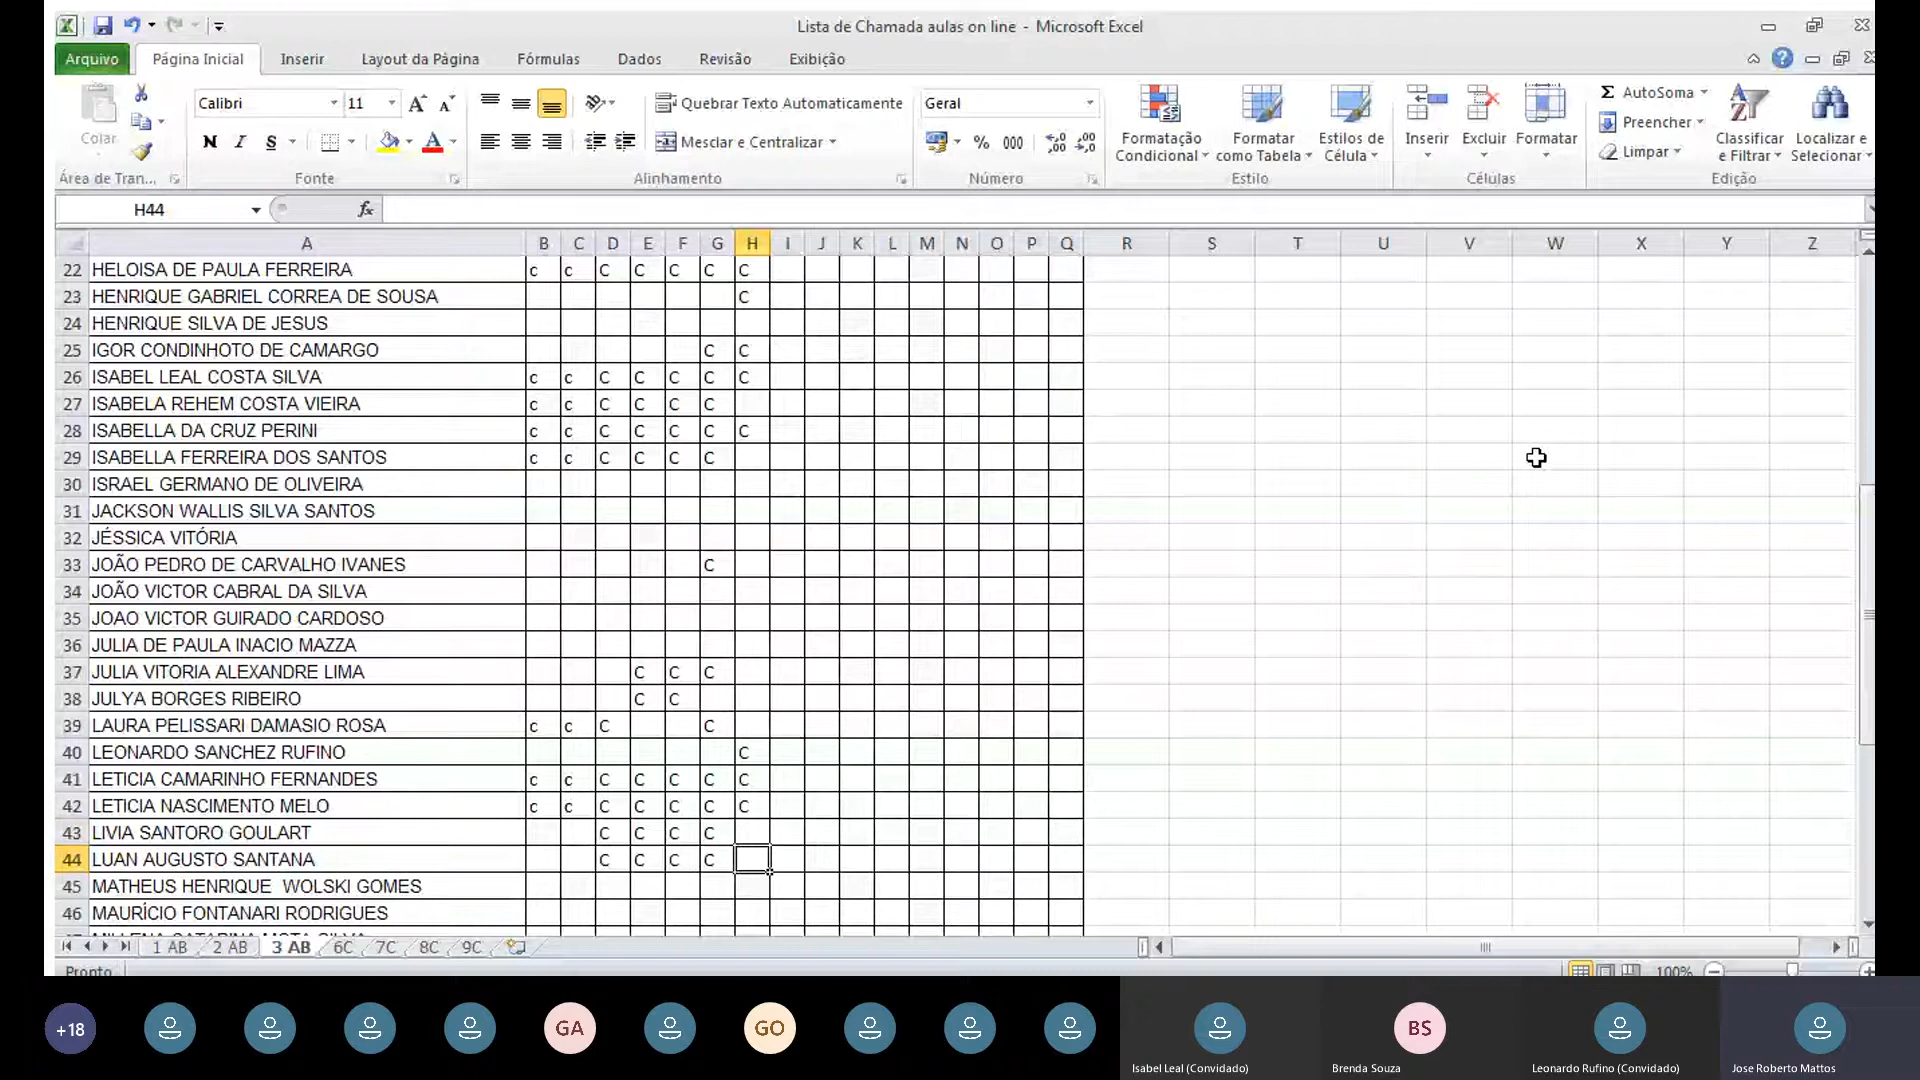 Lista de Chamada aulas on line - Microsoft Excel
Arquivo Página Inicial Inserir Layout da Página Fórmulas Dados Revisão Exibição
Calibri 11 Quebrar Texto Automaticamente Geral AutoSoma
Colar Preencher
N I S Mesclar e Centralizar % 000 Formatação Condicional Formatar como Tabela Estilos de Célula Inserir Excluir Formatar Limpar Classificar e Filtrar Localizar e Selecionar
Área de Tran... Fonte Alinhamento Número Estilo Células Edição
H44 fx
A B C D E F G H I J K L M N O P Q R S T U V W X Y Z
22 HELOISA DE PAULA FERREIRA c c C C C C C
23 HENRIQUE GABRIEL CORREA DE SOUSA C
24 HENRIQUE SILVA DE JESUS
25 IGOR CONDINHOTO DE CAMARGO C C
26 ISABEL LEAL COSTA SILVA c c C C C C C
27 ISABELA REHEM COSTA VIEIRA c c C C C C
28 ISABELLA DA CRUZ PERINI c c C C C C C
29 ISABELLA FERREIRA DOS SANTOS c c C C C C
30 ISRAEL GERMANO DE OLIVEIRA
31 JACKSON WALLIS SILVA SANTOS
32 JÉSSICA VITÓRIA
33 JOÃO PEDRO DE CARVALHO IVANES C
34 JOÃO VICTOR CABRAL DA SILVA
35 JOAO VICTOR GUIRADO CARDOSO
36 JULIA DE PAULA INACIO MAZZA
37 JULIA VITORIA ALEXANDRE LIMA C C C
38 JULYA BORGES RIBEIRO C C
39 LAURA PELISSARI DAMASIO ROSA c c C C
40 LEONARDO SANCHEZ RUFINO C
41 LETICIA CAMARINHO FERNANDES c c C C C C C
42 LETICIA NASCIMENTO MELO c c C C C C C
43 LIVIA SANTORO GOULART C C C C
44 LUAN AUGUSTO SANTANA C C C C
45 MATHEUS HENRIQUE WOLSKI GOMES
46 MAURÍCIO FONTANARI RODRIGUES
1 AB 2 AB 3 AB 6C 7C 8C 9C
Pronto 100%
+18 GA GO BS
Isabel Leal (Convidado) Brenda Souza Leonardo Rufino (Convidado) Jose Roberto Mattos